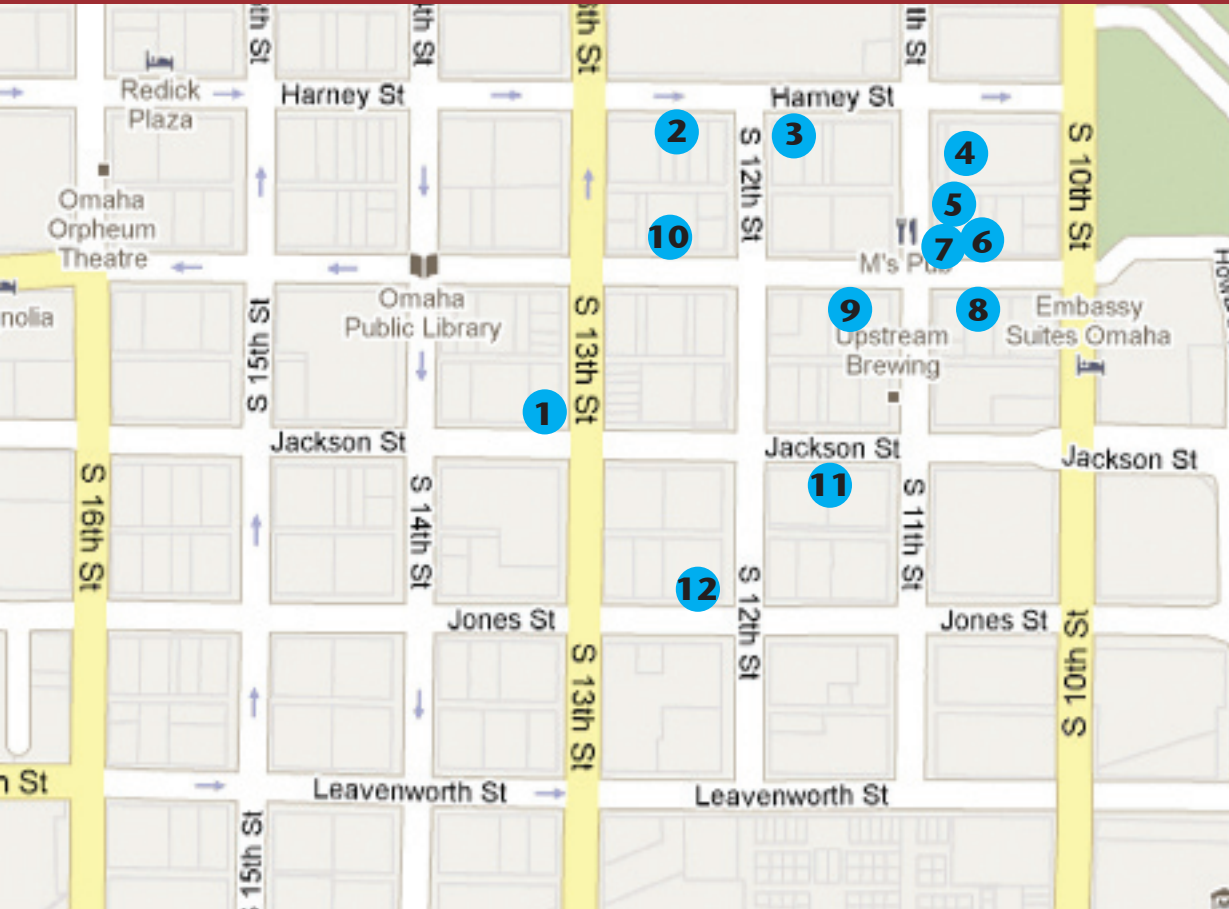 Redick
Plaza
Harney St
Harney St
2
3
4
5
6
7
10
S 12th St
S 10th St
Omaha
Orpheum
Theatre
M's Pub
nolia
Omaha
Public Library
S 15th St
S 13th St
9
8
Upstream
Brewing
Embassy
Suites Omaha
1
Jackson St
Jackson St
Jackson St
S 16th St
S 14th St
11
S 11th St
12
S 12th St
Jones St
Jones St
S 13th St
S 10th St
Leavenworth St
Leavenworth St
S 15th St